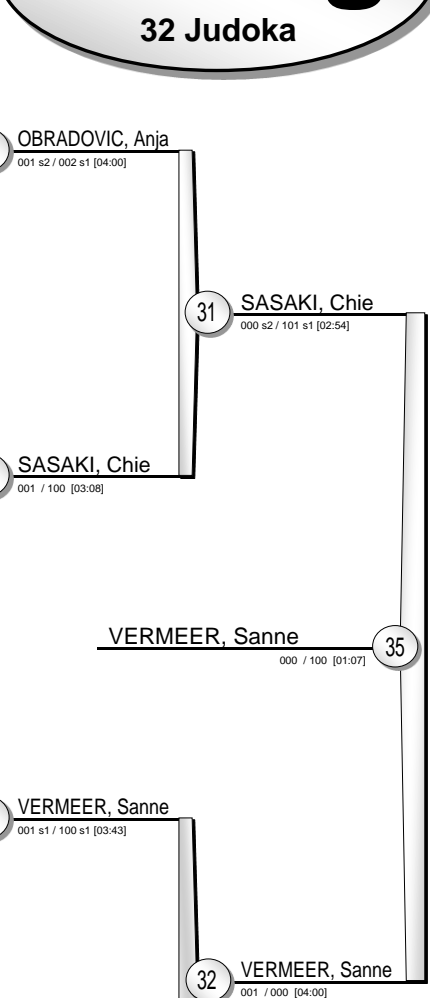 32 Judoka
OBRADOVIC, Anja
001 s2 / 002 s1 [04:00]
31
SASAKI, Chie
000 s2 / 101 s1 [02:54]
SASAKI, Chie
001 / 100 [03:08]
VERMEER, Sanne
35
000 / 100 [01:07]
VERMEER, Sanne
001 s1 / 100 s1 [03:43]
32
VERMEER, Sanne
001 / 000 [04:00]